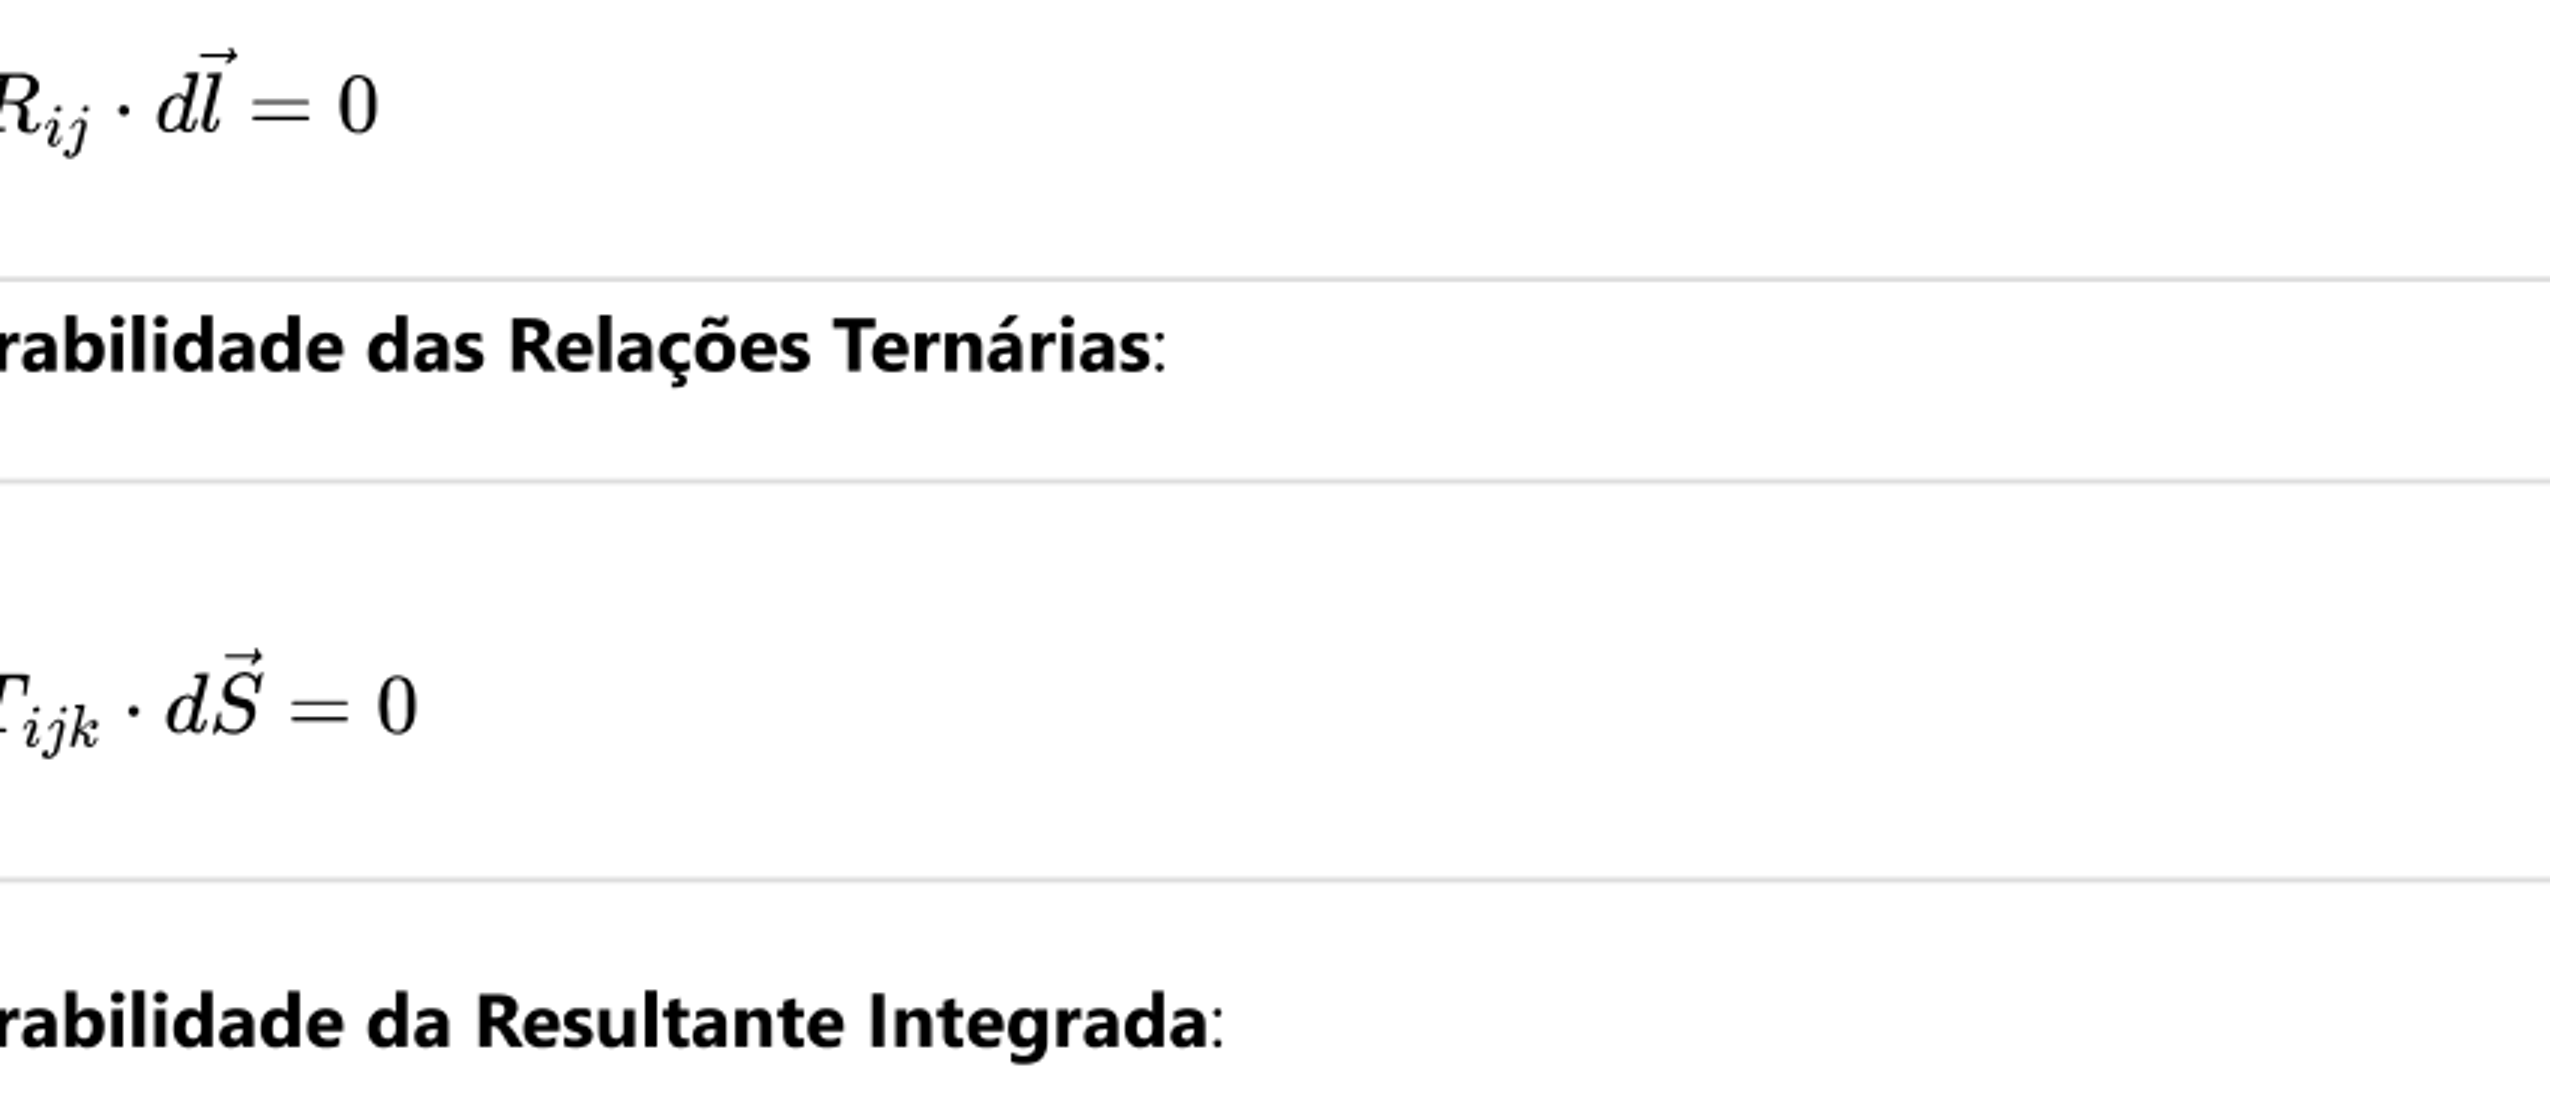 R_{ij} · d\vec{l} = 0
rabilidade das Relações Ternárias:
T_{ijk} · d\vec{S} = 0
rabilidade da Resultante Integrada: